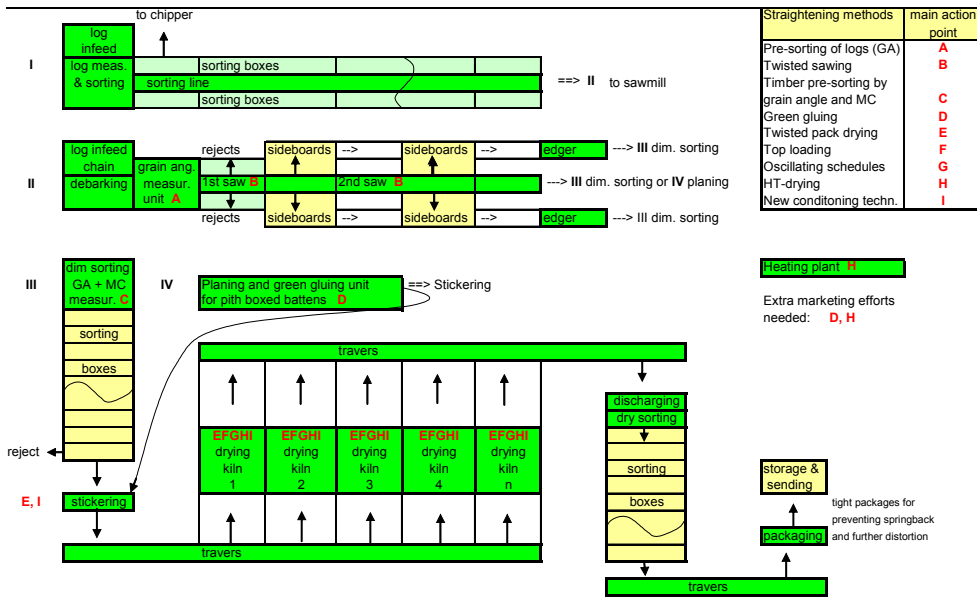 to chipper
log
infeed
I
log meas.
& sorting
sorting boxes
sorting line
sorting boxes
==> II to sawmill
Straightening methods
main action
point
Pre-sorting of logs (GA) A
Twisted sawing B
Timber pre-sorting by
grain angle and MC C
Green gluing D
Twisted pack drying E
Top loading F
Oscillating schedules G
HT-drying H
New conditoning techn. I
II
log infeed
chain
debarking
grain ang.
measur.
unit A
rejects
sideboards --> sideboards --> edger ---> III dim. sorting
1st saw B 2nd saw B ---> III dim. sorting or IV planing
rejects
sideboards --> sideboards --> edger ---> III dim. sorting
III
dim sorting
GA + MC
measur. C
sorting
boxes
reject
E, I
stickering
IV
Planing and green gluing unit
for pith boxed battens D
==> Stickering
Heating plant H
Extra marketing efforts
needed: D, H
travers
EFGHI
drying
kiln
1
EFGHI
drying
kiln
2
EFGHI
drying
kiln
3
EFGHI
drying
kiln
4
EFGHI
drying
kiln
n
travers
discharging
dry sorting
sorting
boxes
travers
storage &
sending
packaging
tight packages for
preventing springback
and further distortion